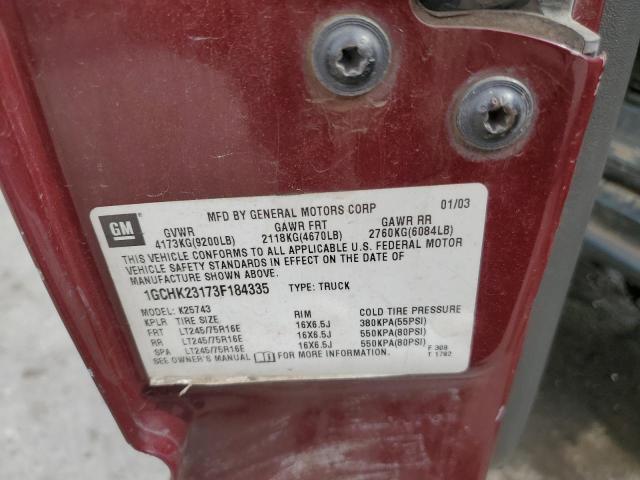 MFD BY GENERAL MOTORS CORP 01/03
GM GVWR GAWR FRT GAWR RR
4173KG(9200LB) 2118KG(4670LB) 2760KG(6084LB)
THIS VEHICLE CONFORMS TO ALL APPLICABLE U.S. FEDERAL MOTOR
VEHICLE SAFETY STANDARDS IN EFFECT ON THE DATE OF
MANUFACTURE SHOWN ABOVE.
1GCHK23173F184335 TYPE: TRUCK
MODEL: K25743
KPLR TIRE SIZE RIM COLD TIRE PRESSURE
FRT LT245/75R16E 16X6.5J 380KPA(55PSI)
RR LT245/75R16E 16X6.5J 550KPA(80PSI)
SPA LT245/75R16E 16X6.5J 550KPA(80PSI)
SEE OWNER'S MANUAL FOR MORE INFORMATION.
F 308
T 1782